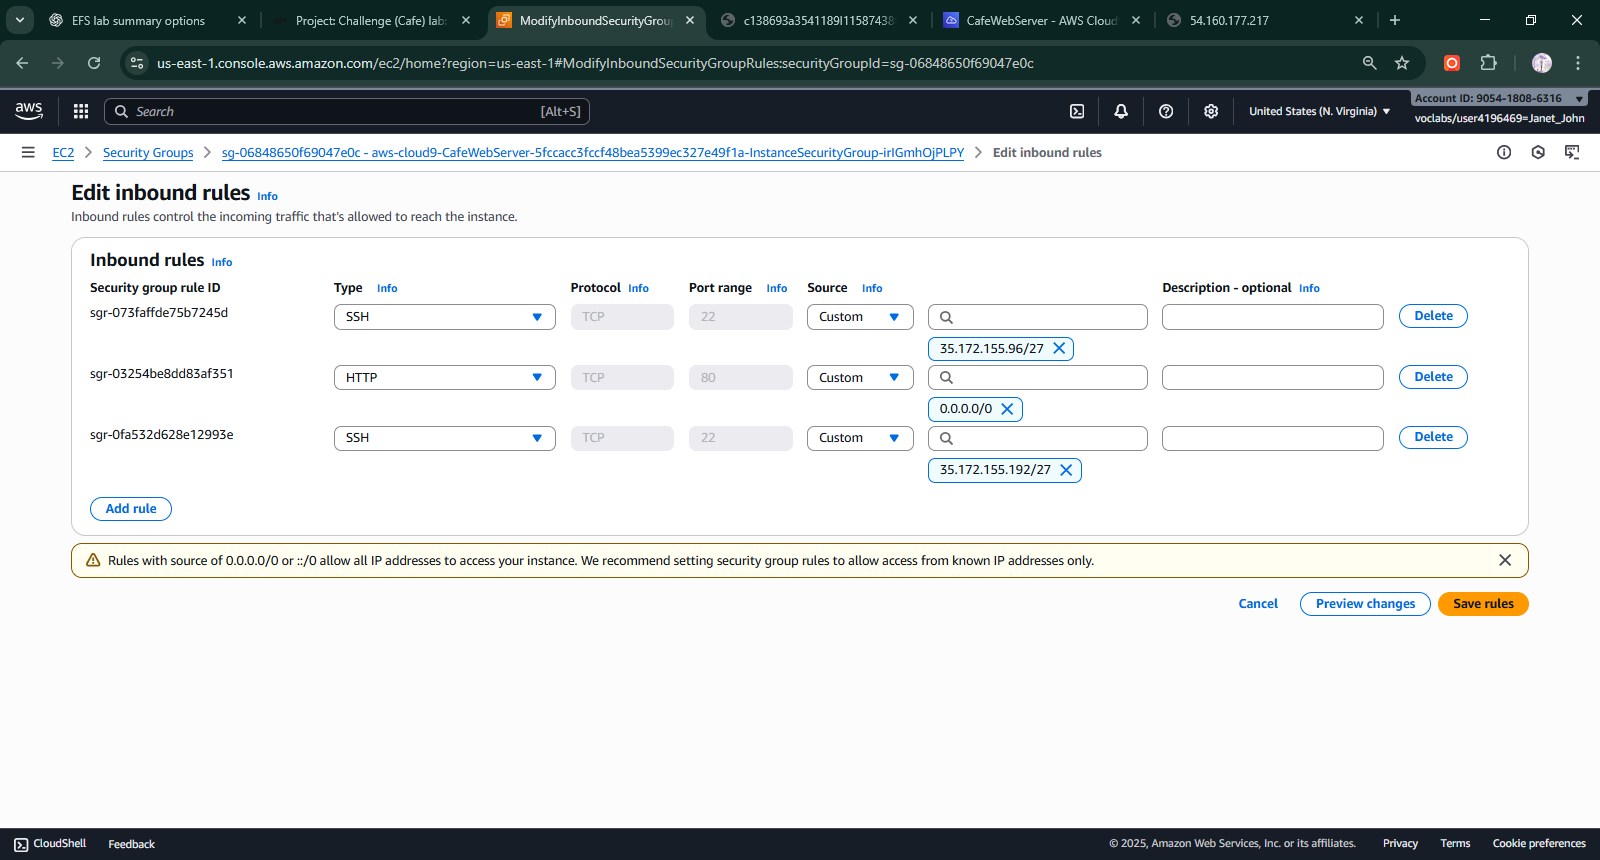 EFS lab summary options
Project: Challenge (Cafe) lab
ModifyInboundSecurityGroup
c138693a3541189l11587438
CafeWebServer - AWS Cloud
54.160.177.217
us-east-1.console.aws.amazon.com/ec2/home?region=us-east-1#ModifyInboundSecurityGroupRules:securityGroupId=sg-06848650f69047e0c
aws
Search
[Alt+S]
United States (N. Virginia)
Account ID: 9054-1808-6316
voclabs/user4196469=Janet_John
EC2
Security Groups
sg-06848650f69047e0c - aws-cloud9-CafeWebServer-5fccacc3fccf48bea5399ec327e49f1a-InstanceSecurityGroup-irIGmhOjPLPY
Edit inbound rules
Edit inbound rules Info
Inbound rules control the incoming traffic that's allowed to reach the instance.
Inbound rules Info
Security group rule ID Type Info Protocol Info Port range Info Source Info Description - optional Info
sgr-073faffde75b7245d SSH TCP 22 Custom Delete
35.172.155.96/27
sgr-03254be8dd83af351 HTTP TCP 80 Custom Delete
0.0.0.0/0
sgr-0fa532d628e12993e SSH TCP 22 Custom Delete
35.172.155.192/27
Add rule
Rules with source of 0.0.0.0/0 or ::/0 allow all IP addresses to access your instance. We recommend setting security group rules to allow access from known IP addresses only.
Cancel Preview changes Save rules
CloudShell Feedback © 2025, Amazon Web Services, Inc. or its affiliates. Privacy Terms Cookie preferences